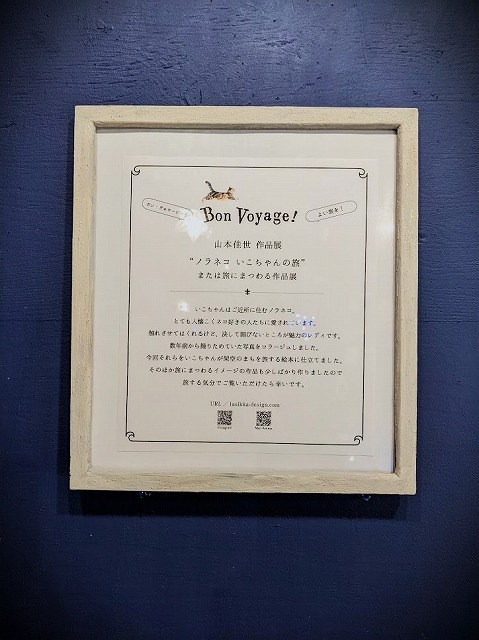 ボン・ヴォヤージュ！
Bon Voyage!
よい旅を！
山本佳世 作品展
“ノラネコ いこちゃんの旅”
または旅にまつわる作品展
いこちゃんはご近所に住むノラネコ。
とても人懐こくネコ好きの人たちに愛されています。
触れさせてはくれるけど、決して媚びないところが魅力のレディです。
数年前から撮りためていた写真をコラージュしました。
今回それらをいこちゃんが架空のまちを旅する絵本に仕立てました。
そのほか旅にまつわるイメージの作品も少しばかり作りましたので
旅する気分でご覧いただけたら幸いです。
URL ／ lusikka-design.com
Instagram